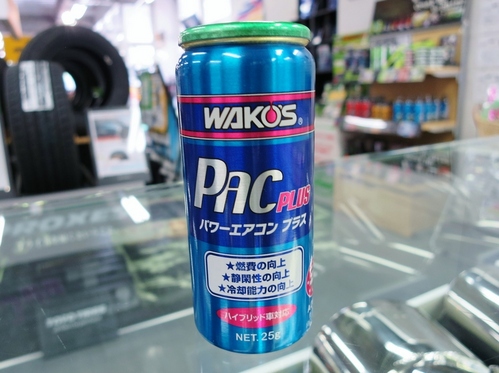 WAKO'S®
PAC PLUS
パワーエアコン プラス
★燃費の向上
★静閑性の向上
★冷却能力の向上
ハイブリッド車対応
NET. 25g